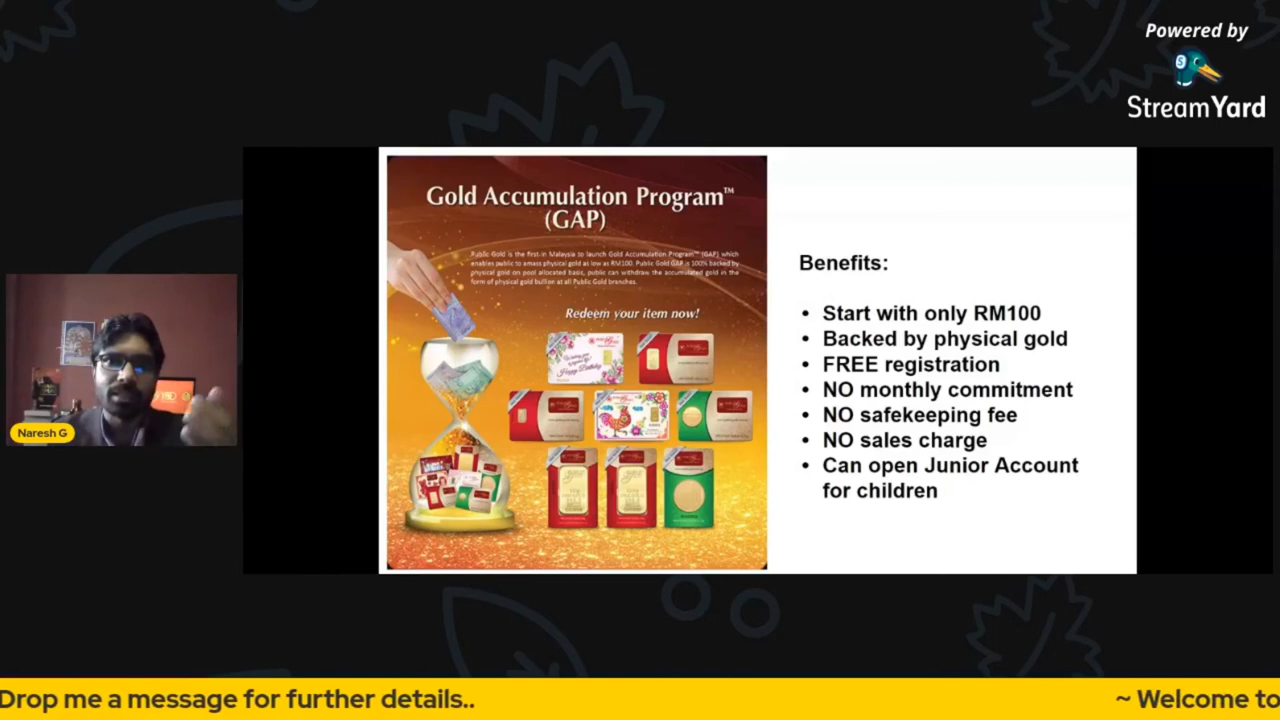 Powered by
StreamYard
Gold Accumulation Program™
(GAP)
Public Gold is the first in Malaysia to launch Gold Accumulation Program™ (GAP) which
enables public to amass physical gold as low as RM100. Public Gold GAP is 100% backed by
physical gold on pool allocated basis, public can withdraw the accumulated gold in the
form of physical gold bullion at all Public Gold branches.
Redeem your item now!
Happy Birthday
Benefits:
• Start with only RM100
• Backed by physical gold
• FREE registration
• NO monthly commitment
• NO safekeeping fee
• NO sales charge
• Can open Junior Account
for children
Naresh G
Drop me a message for further details..
~ Welcome to